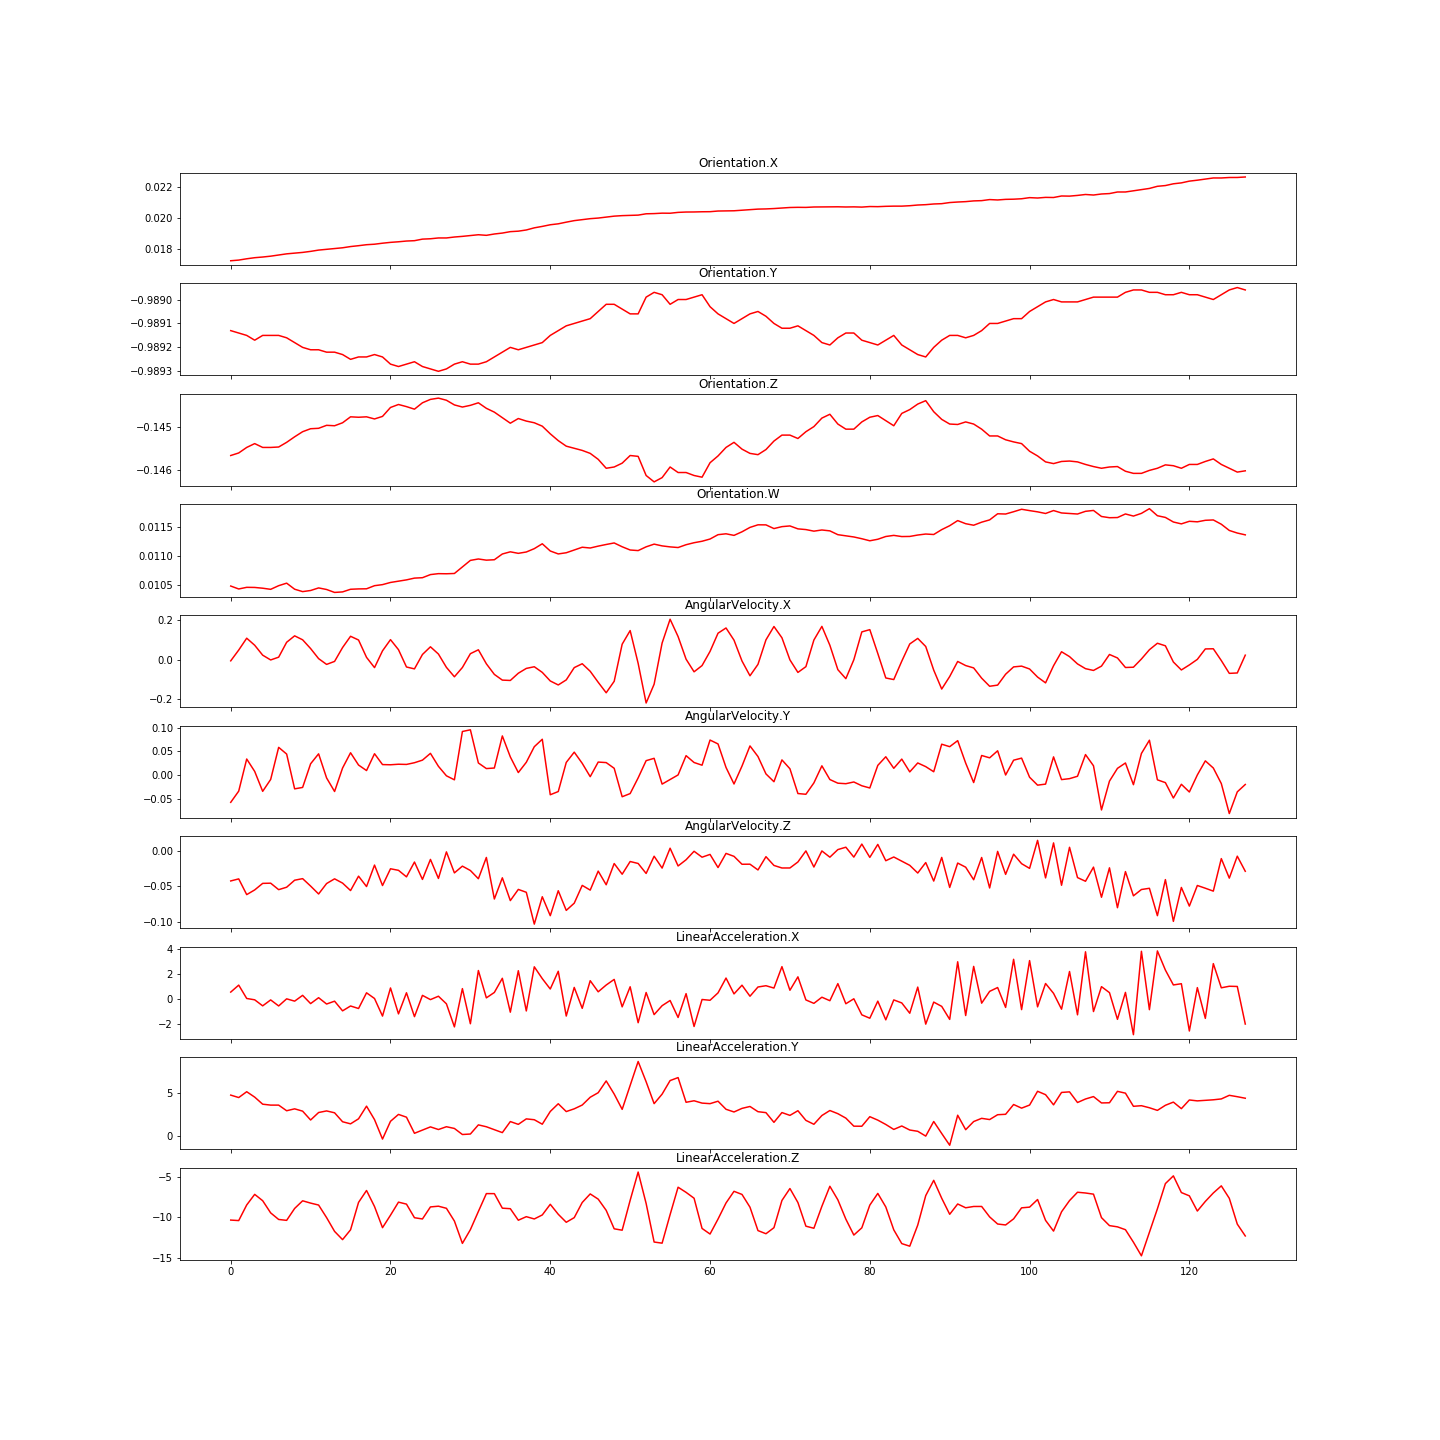 Orientation.X
0.022
0.020
0.018
Orientation.Y
−0.9890
−0.9891
−0.9892
−0.9893
Orientation.Z
−0.145
−0.146
Orientation.W
0.0115
0.0110
0.0105
AngularVelocity.X
0.2
0.0
−0.2
AngularVelocity.Y
0.10
0.05
0.00
−0.05
AngularVelocity.Z
0.00
−0.05
−0.10
LinearAcceleration.X
4
2
0
−2
LinearAcceleration.Y
5
0
LinearAcceleration.Z
−5
−10
−15
0 20 40 60 80 100 120